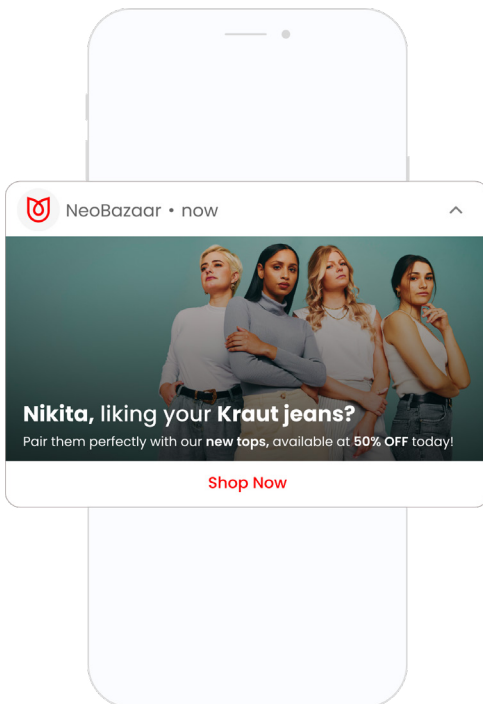 NeoBazaar • now
Nikita, liking your Kraut jeans?
Pair them perfectly with our new tops, available at 50% OFF today!
Shop Now